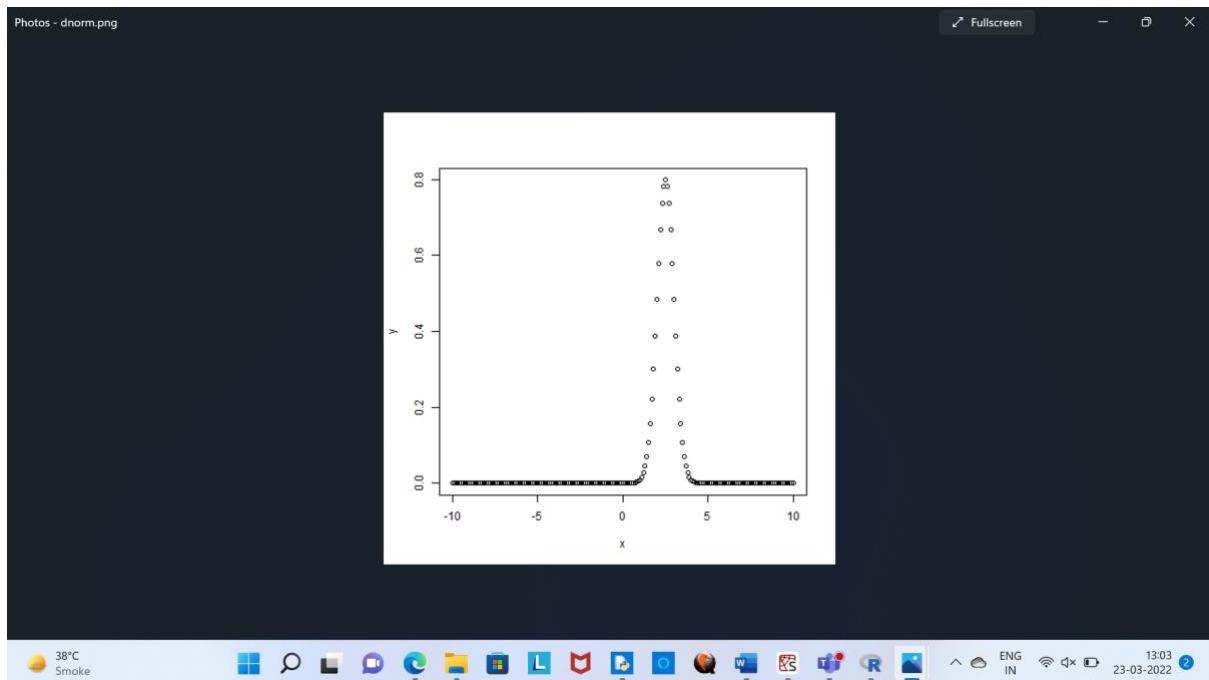 Photos - dnorm.png
Fullscreen
0.8
0.6
0.4
0.2
0.0
y
-10 -5 0 5 10
x
38°C
Smoke
L
W
R
ENG
IN
13:03
23-03-2022
2